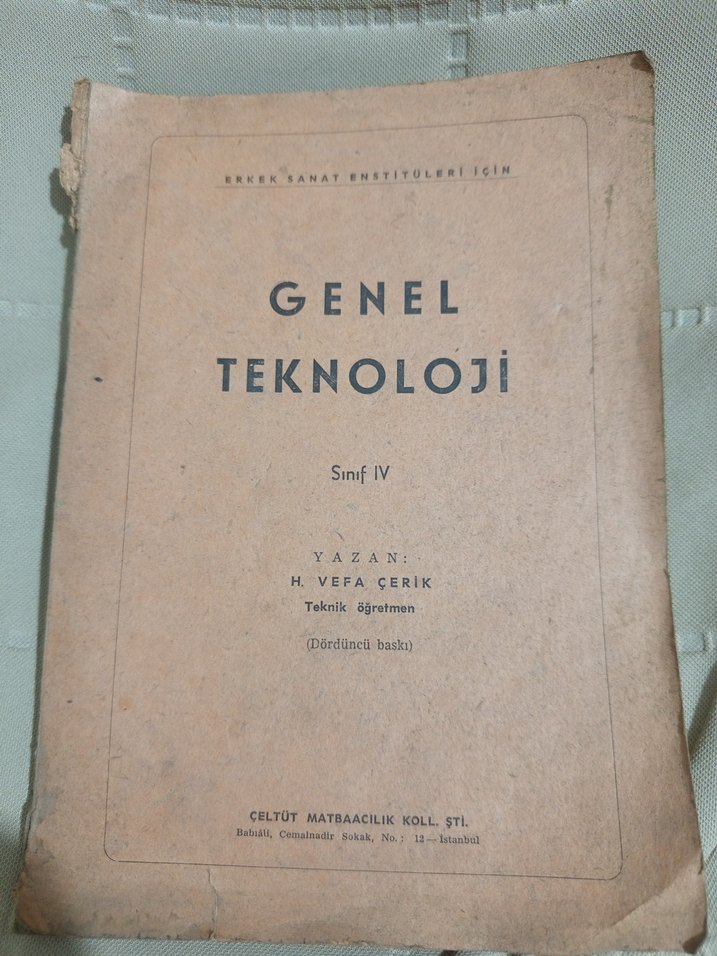 ERKEK SANAT ENSTİTÜLERİ İÇİN
GENEL
TEKNOLOJİ
Sınıf IV
YAZAN:
H. VEFA ÇERİK
Teknik öğretmen
(Dördüncü baskı)
ÇELTÜT MATBAACILIK KOLL. ŞTİ.
Babıâli, Cemalnadir Sokak, No.: 12 — İstanbul